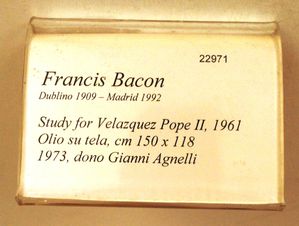 22971
Francis Bacon
Dublino 1909 – Madrid 1992
Study for Velazquez Pope II, 1961
Olio su tela, cm 150 x 118
1973, dono Gianni Agnelli